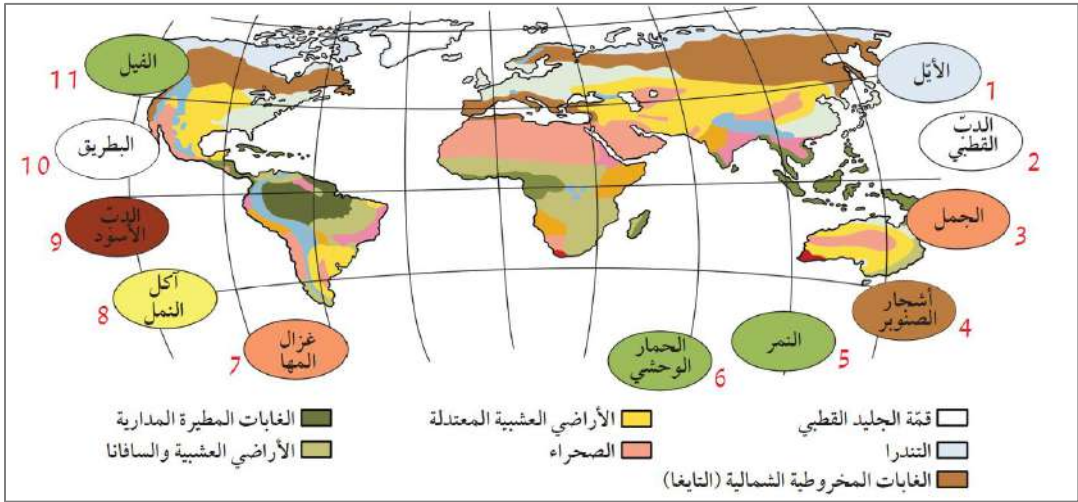 الأيّل
1
الدبّ
القطبي
2
الجمل
3
أشجار
الصنوبر
4
النمر
5
الحمار
الوحشي
6
غزال
المها
7
آكل
النمل
8
الدبّ
الأسود
9
البطريق
10
الفيل
11
قمّة الجليد القطبي
التندرا
الغابات المخروطية الشمالية (التايغا)
الأراضي العشبية المعتدلة
الصحراء
الغابات المطيرة المدارية
الأراضي العشبية والسافانا